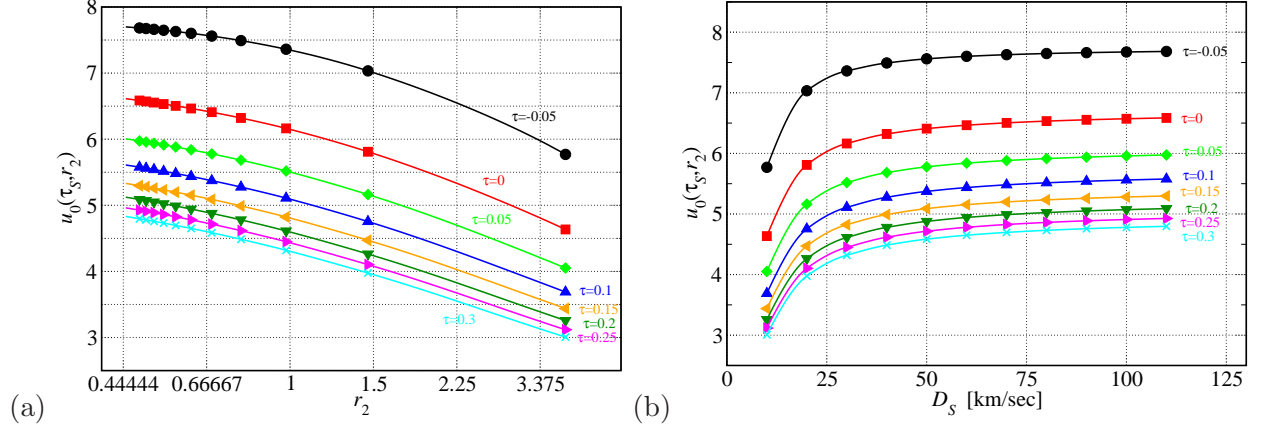 8
7
6
5
4
3
u₀(τ_S,r₂)
τ=-0.05
τ=0
τ=0.05
τ=0.1
τ=0.15
τ=0.2
τ=0.25
τ=0.3
0.44444 0.66667 1 1.5 2.25 3.375
r₂
(a)
8
7
6
5
4
3
u₀(τ_S,r₂)
τ=-0.05
τ=0
τ=0.05
τ=0.1
τ=0.15
τ=0.2
τ=0.25
τ=0.3
0 25 50 75 100 125
D_S [km/sec]
(b)